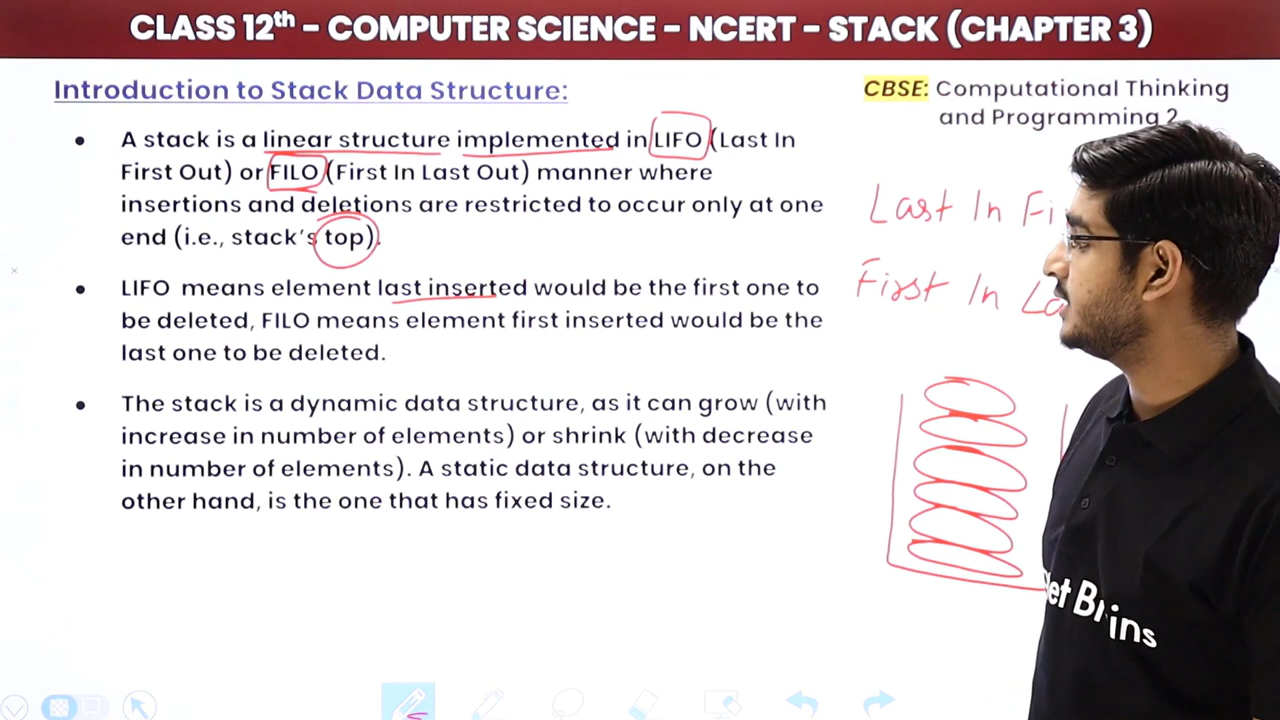 CLASS 12th – COMPUTER SCIENCE – NCERT – STACK (CHAPTER 3)
Introduction to Stack Data Structure:
• A stack is a linear structure implemented in LIFO (Last In
First Out) or FILO (First In Last Out) manner where
insertions and deletions are restricted to occur only at one
end (i.e., stack's top).
• LIFO means element last inserted would be the first one to
be deleted, FILO means element first inserted would be the
last one to be deleted.
• The stack is a dynamic data structure, as it can grow (with
increase in number of elements) or shrink (with decrease
in number of elements). A static data structure, on the
other hand, is the one that has fixed size.
CBSE: Computational Thinking
and Programming 2
Last In Fi
First In La
et Brains